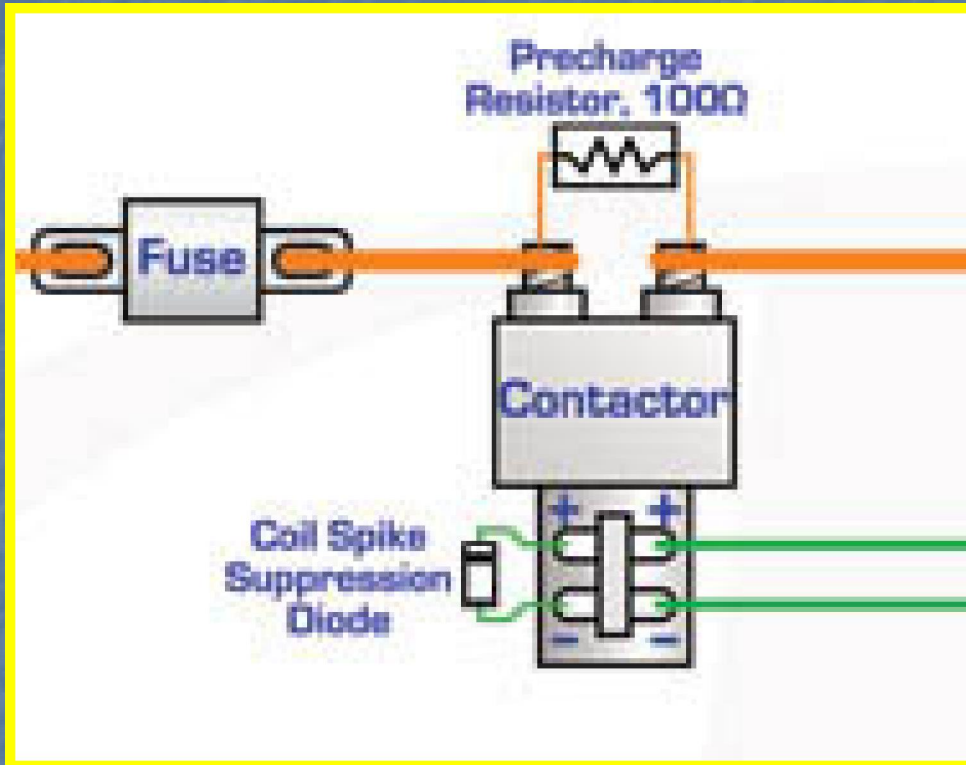 Precharge
Resistor, 100Ω
Fuse
Contactor
+ +
Coil Spike
Suppression
Diode
- -